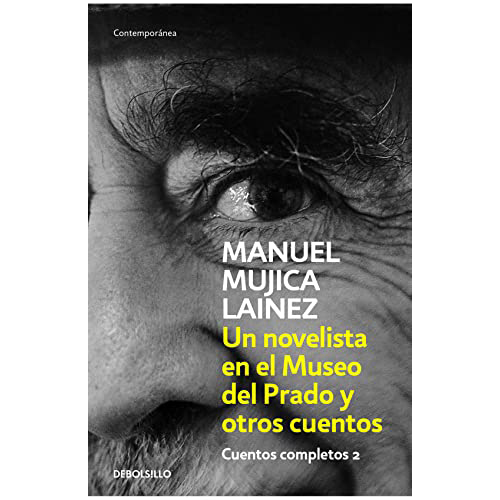 Contemporánea
MANUEL
MUJICA
LAINEZ
Un novelista
en el Museo
del Prado y
otros cuentos
Cuentos completos 2
DEBOLSILLO